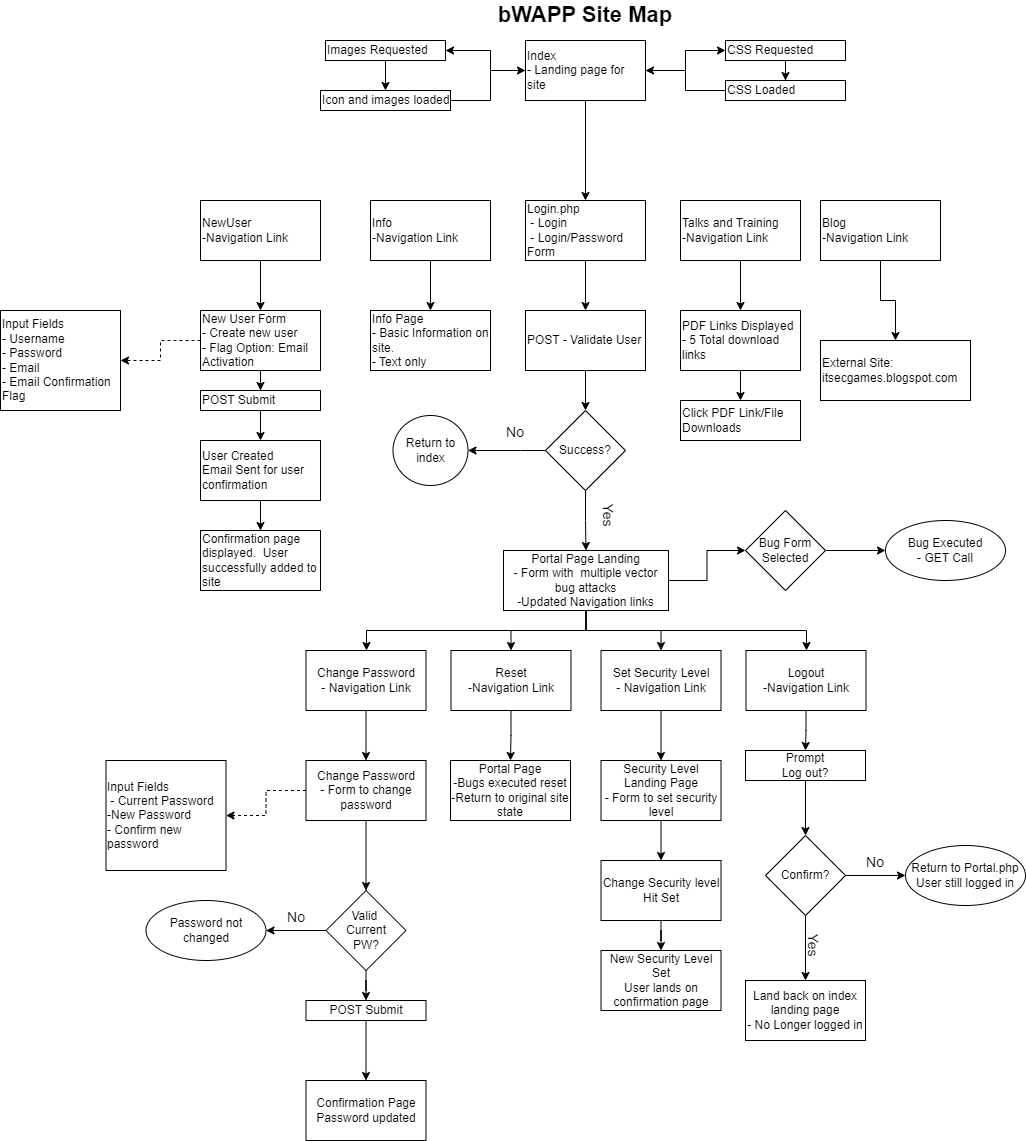 bWAPP Site Map
Images Requested
Icon and images loaded
Index
- Landing page for
site
CSS Requested
CSS Loaded
NewUser
-Navigation Link
Info
-Navigation Link
Login.php
- Login
- Login/Password
Form
Talks and Training
-Navigation Link
Blog
-Navigation Link
Input Fields
- Username
- Password
- Email
- Email Confirmation
Flag
New User Form
- Create new user
- Flag Option: Email
Activation
Info Page
- Basic Information on
site.
- Text only
POST - Validate User
PDF Links Displayed
- 5 Total download
links
External Site:
itsecgames.blogspot.com
POST Submit
Click PDF Link/File
Downloads
User Created
Email Sent for user
confirmation
Return to
index
No
Success?
Yes
Confirmation page
displayed. User
successfully added to
site
Portal Page Landing
- Form with multiple vector
bug attacks
-Updated Navigation links
Bug Form
Selected
Bug Executed
- GET Call
Change Password
- Navigation Link
Reset
-Navigation Link
Set Security Level
- Navigation Link
Logout
-Navigation Link
Input Fields
- Current Password
-New Password
- Confirm new
password
Change Password
- Form to change
password
Portal Page
-Bugs executed reset
-Return to original site
state
Security Level
Landing Page
- Form to set security
level
Prompt
Log out?
Change Security level
Hit Set
Confirm?
No
Return to Portal.php
User still logged in
Yes
Password not
changed
No
Valid
Current
PW?
New Security Level
Set
User lands on
confirmation page
Land back on index
landing page
- No Longer logged in
POST Submit
Confirmation Page
Password updated